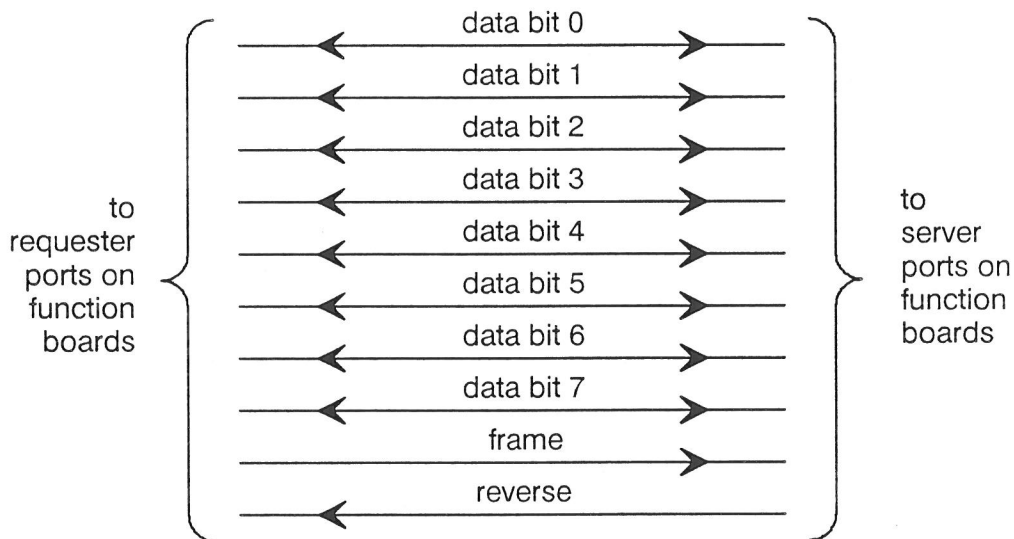 data bit 0
data bit 1
data bit 2
data bit 3
data bit 4
data bit 5
data bit 6
data bit 7
frame
reverse
to
requester
ports on
function
boards
to
server
ports on
function
boards